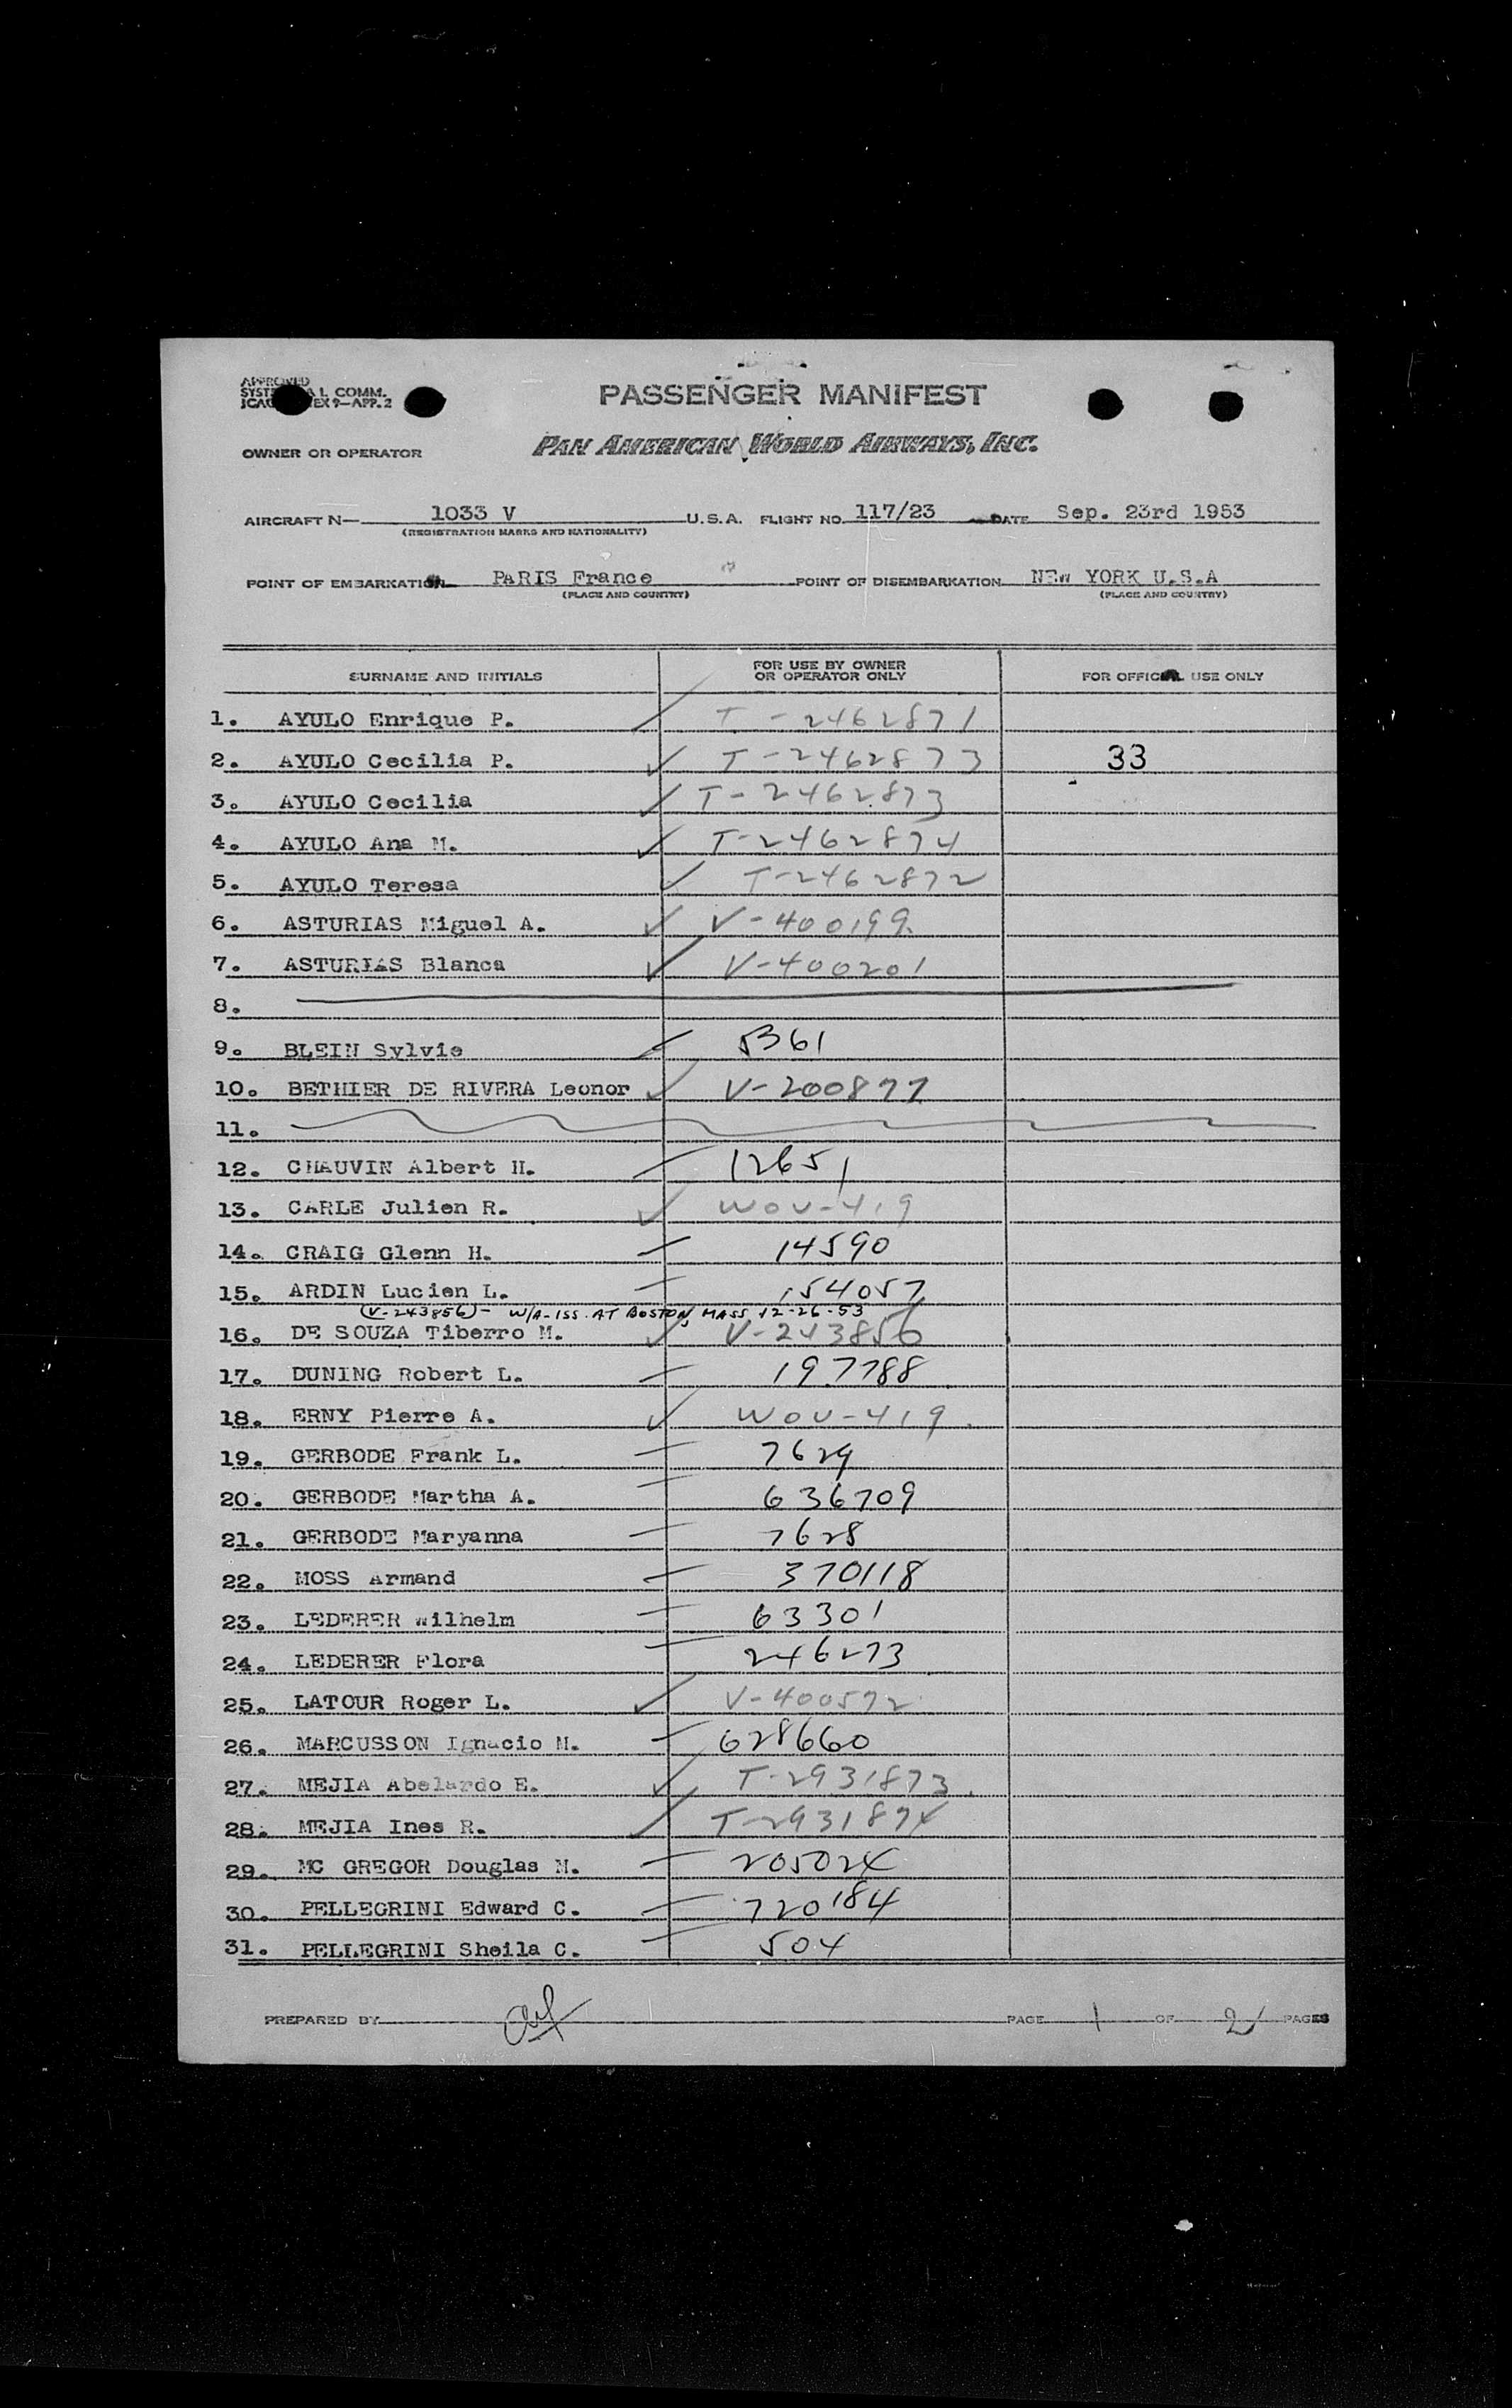 APPROVED
COMM.
APP. 2
PASSENGER MANIFEST
OWNER OR OPERATOR
PAN AMERICAN WORLD AIRWAYS, INC.
AIRCRAFT N— 1033 V U.S.A. FLIGHT NO. 117/23 DATE Sep. 23rd 1953
(REGISTRATION MARKS AND NATIONALITY)
POINT OF EMBARKATION PARIS France POINT OF DISEMBARKATION NEW YORK U.S.A
(PLACE AND COUNTRY) (PLACE AND COUNTRY)
SURNAME AND INITIALS FOR USE BY OWNER OR OPERATOR ONLY FOR OFFICIAL USE ONLY
1. AYULO Enrique P. T-2462871
2. AYULO Cecilia P. T-2462873 33
3. AYULO Cecilia T-2462873
4. AYULO Ana M. T-2462874
5. AYULO Teresa T-2462872
6. ASTURIAS Miguel A. V-400199
7. ASTURIAS Blanca V-400201
8.
9. BLEIN Sylvie 5361
10. BETHIER DE RIVERA Leonor V-200877
11.
12. CHAUVIN Albert H. 12651
13. CARLE Julien R. WOU-419
14. CRAIG Glenn H. 14590
15. ARDIN Lucien L. 154057
(V-243856) - W/A-ISS. AT BOSTON, MASS 12-26-53
16. DE SOUZA Tiberro M. V-243856
17. DUNING Robert L. 197788
18. ERNY Pierre A. WOU-419.
19. GERBODE Frank L. 7629
20. GERBODE Martha A. 636709
21. GERBODE Maryanna 7628
22. MOSS Armand 370118
23. LEDERER Wilhelm 63301
24. LEDERER Flora 246273
25. LATOUR Roger L. V-400572
26. MARCUSSON Ignacio M. 628660
27. MEJIA Abelardo E. T-2931873
28. MEJIA Ines R. T-2931874
29. MC GREGOR Douglas M. 205024
30. PELLEGRINI Edward C. 720184
31. PELLEGRINI Sheila C. 504
PREPARED BY PAGE 1 OF 2 PAGES